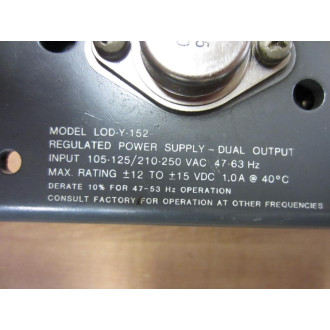 MODEL LOD-Y-152
REGULATED POWER SUPPLY - DUAL OUTPUT
INPUT 105-125/210-250 VAC 47-63 Hz
MAX. RATING ±12 TO ±15 VDC 1.0A @ 40°C
DERATE 10% FOR 47-53 Hz OPERATION
CONSULT FACTORY FOR OPERATION AT OTHER FREQUENCIES